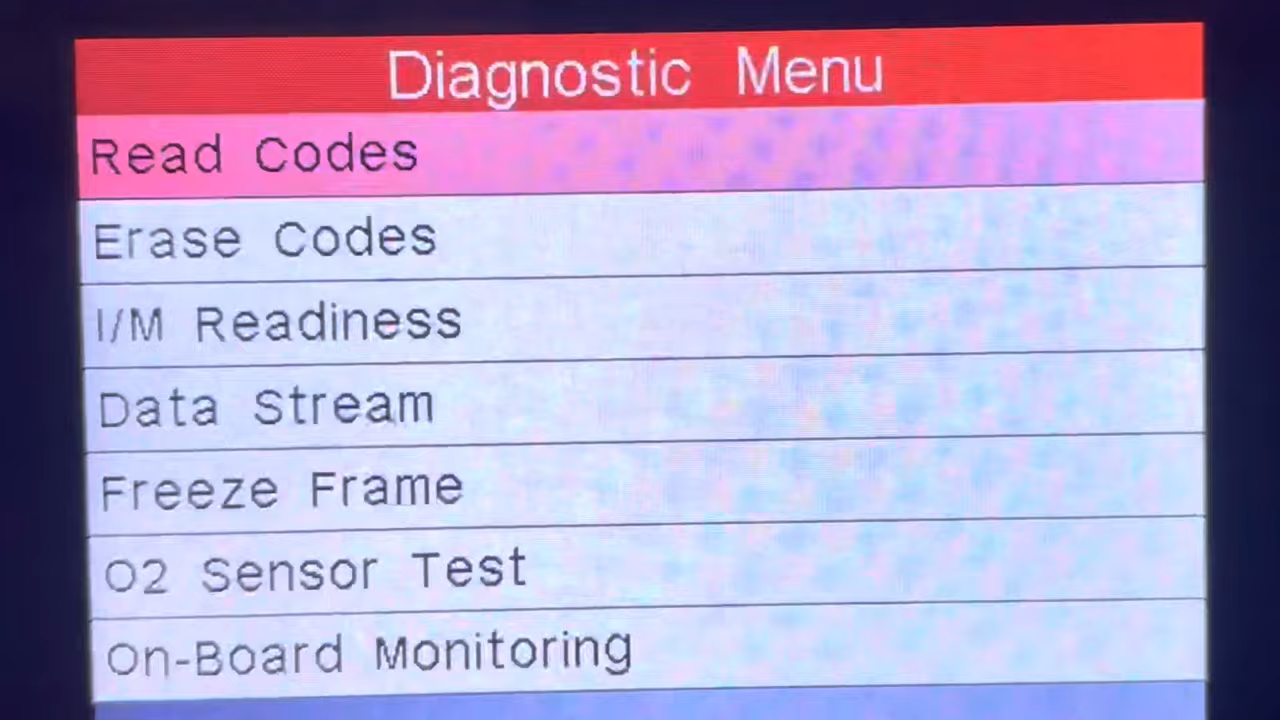 Diagnostic Menu
Read Codes
Erase Codes
I/M Readiness
Data Stream
Freeze Frame
O2 Sensor Test
On-Board Monitoring